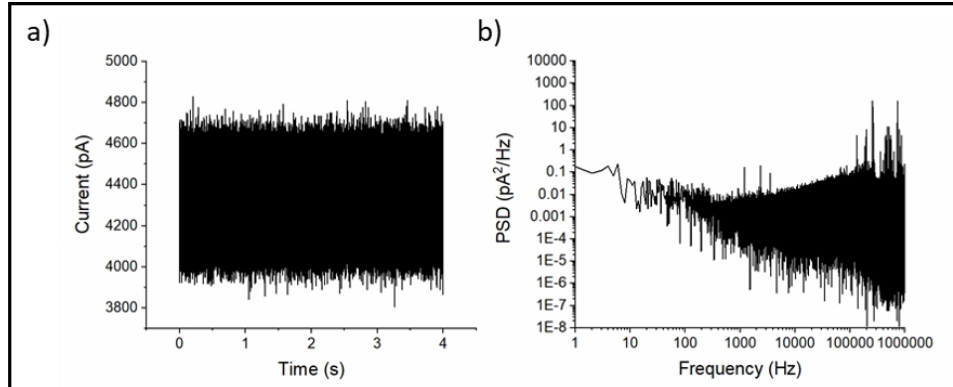 a)
5000
4800
4600
4400
4200
4000
3800
Current (pA)
0 1 2 3 4
Time (s)
b)
10000
1000
100
10
1
0.1
0.01
0.001
1E-4
1E-5
1E-6
1E-7
1E-8
PSD (pA²/Hz)
1 10 100 1000 10000 100000 1000000
Frequency (Hz)